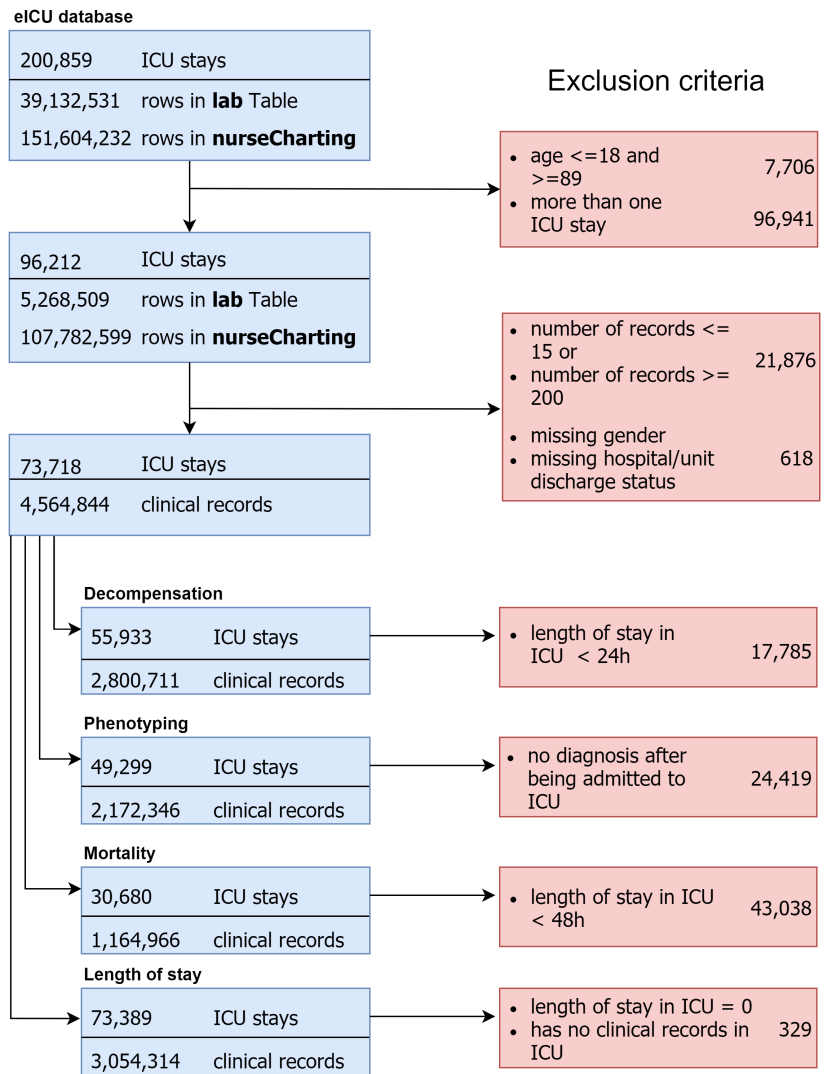 eICU database
200,859 ICU stays
39,132,531 rows in lab Table
151,604,232 rows in nurseCharting
Exclusion criteria
• age <=18 and
>=89
7,706
• more than one
ICU stay
96,941
96,212 ICU stays
5,268,509 rows in lab Table
107,782,599 rows in nurseCharting
• number of records <=
15 or
• number of records >=
200
21,876
• missing gender
• missing hospital/unit
discharge status
618
73,718 ICU stays
4,564,844 clinical records
Decompensation
55,933 ICU stays
2,800,711 clinical records
• length of stay in
ICU < 24h
17,785
Phenotyping
49,299 ICU stays
2,172,346 clinical records
• no diagnosis after
being admitted to
ICU
24,419
Mortality
30,680 ICU stays
1,164,966 clinical records
• length of stay in ICU
< 48h
43,038
Length of stay
73,389 ICU stays
3,054,314 clinical records
• length of stay in ICU = 0
• has no clinical records in
ICU
329